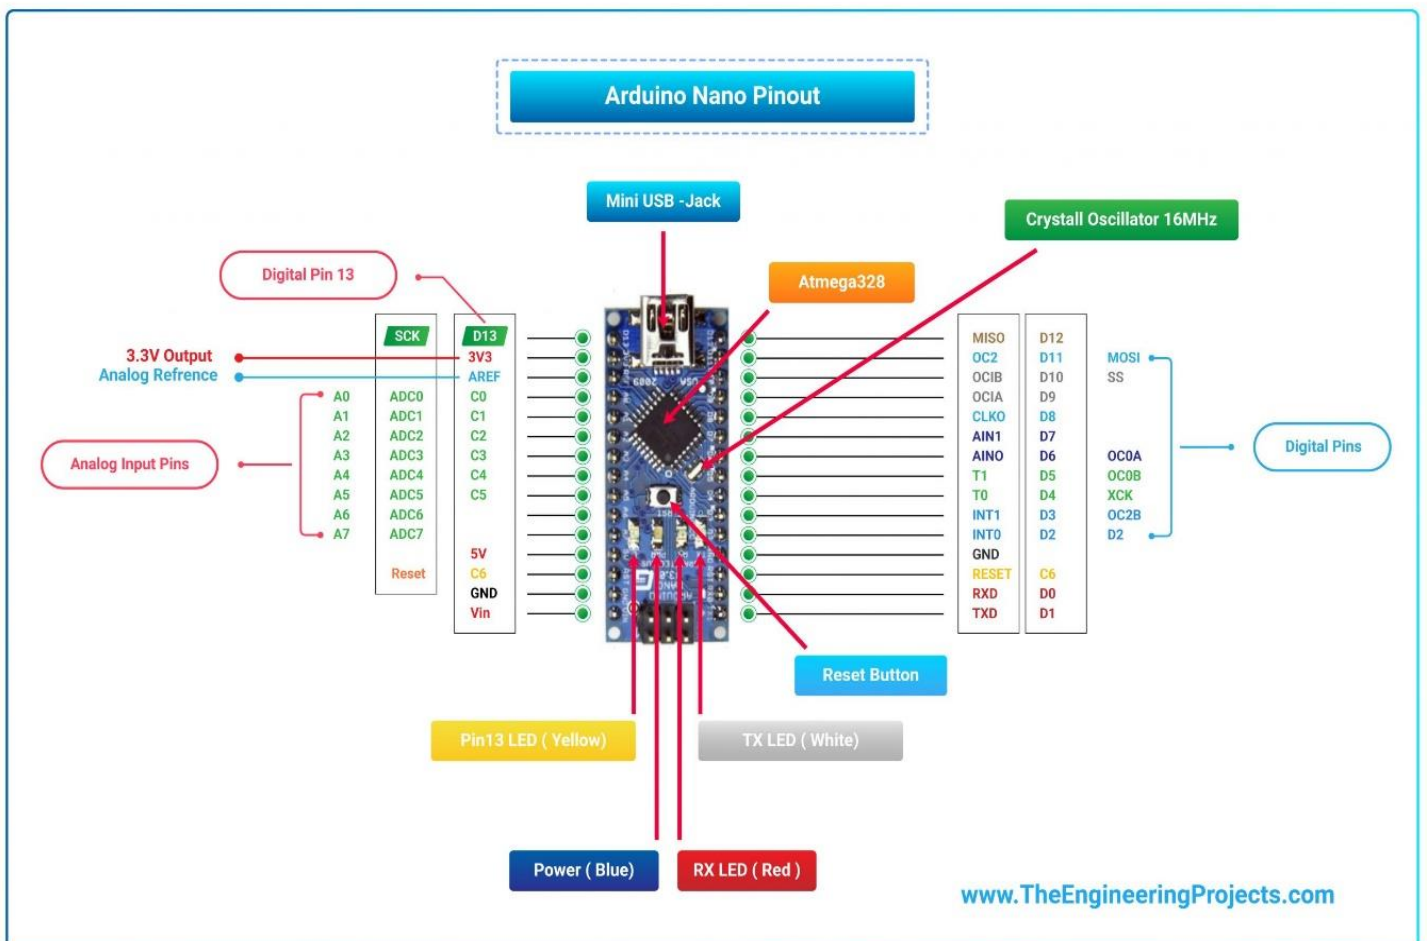 Arduino Nano Pinout
Mini USB -Jack
Crystall Oscillator 16MHz
Digital Pin 13
Atmega328
SCK D13
3.3V Output 3V3
Analog Refrence AREF
A0 ADC0 C0
A1 ADC1 C1
A2 ADC2 C2
A3 ADC3 C3
A4 ADC4 C4
A5 ADC5 C5
A6 ADC6
A7 ADC7
Analog Input Pins
5V
Reset C6
GND
Vin
MISO D12
OC2 D11 MOSI
OCIB D10 SS
OCIA D9
CLKO D8
AIN1 D7
AINO D6 OC0A
T1 D5 OC0B
T0 D4 XCK
INT1 D3 OC2B
INT0 D2 D2
GND
RESET C6
RXD D0
TXD D1
Digital Pins
USA
2009
Reset Button
Pin13 LED ( Yellow)
TX LED ( White)
Power ( Blue)
RX LED ( Red )
www.TheEngineeringProjects.com